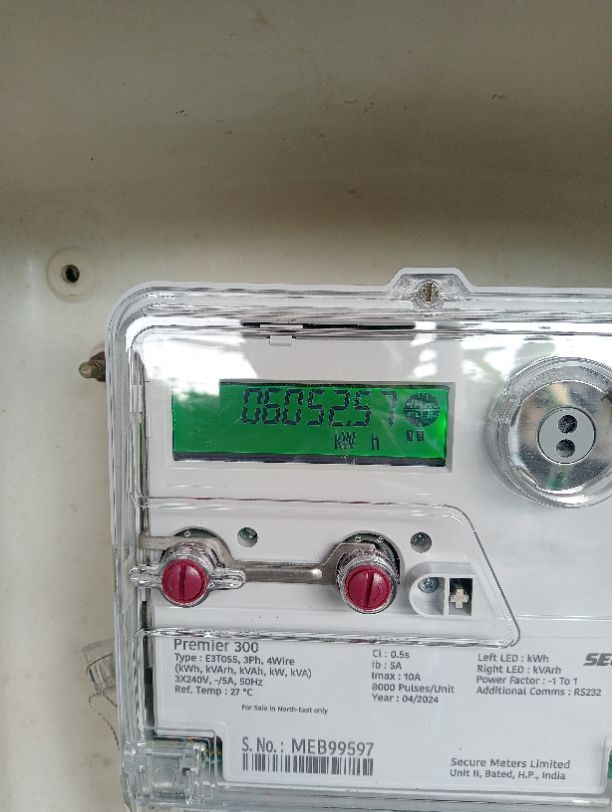 060525.7
kW h
Premier 300
Type : E3T055, 3Ph, 4Wire
(kWh, kVArh, kVAh, kW, kVA)
3X240V, -/5A, 50Hz
Ref. Temp : 27 °C
For Sale in North-East only
Cl : 0.5s
Ib : 5A
Imax : 10A
8000 Pulses/Unit
Year : 04/2024
Left LED : kWh
Right LED : kVArh
Power Factor : -1 To 1
Additional Comms : RS232
S. No.: MEB99597
Secure Meters Limited
Unit II, Bated, H.P., India